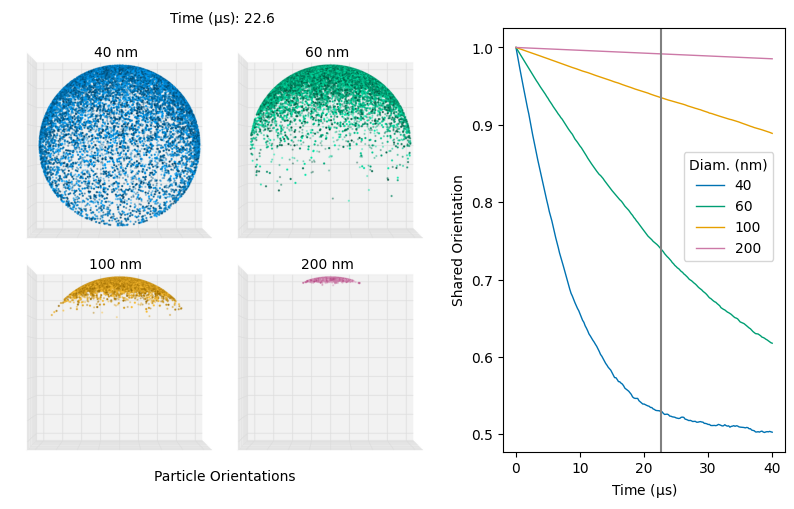 Time (µs): 22.6
40 nm
60 nm
100 nm
200 nm
Particle Orientations
Shared Orientation
1.0
0.9
0.8
0.7
0.6
0.5
Diam. (nm)
40
60
100
200
0
10
20
30
40
Time (µs)